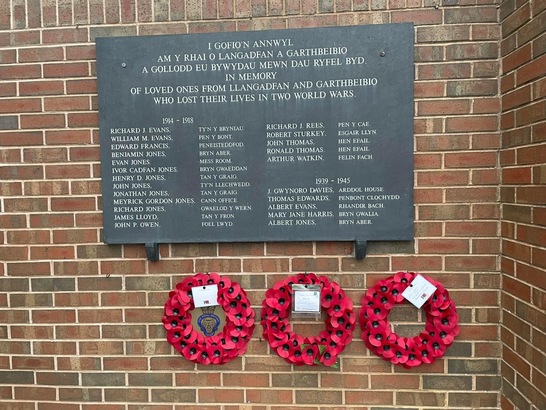 I GOFIO'N ANNWYL
AM Y RHAI O LANGADFAN A GARTHBEIBIO
A GOLLODD EU BYWYDAU MEWN DAU RYFEL BYD.
IN MEMORY
OF LOVED ONES FROM LLANGADFAN AND GARTHBEIBIO
WHO LOST THEIR LIVES IN TWO WORLD WARS.
1914 - 1918
RICHARD J. EVANS, TY'N Y BRYNIAU
WILLIAM M. EVANS, PEN Y BONT.
EDWARD FRANCIS, PENEISTEDDFOD
BENJAMIN JONES, BRYN ABER.
EVAN JONES, MESS ROOM.
IVOR CADFAN JONES, BRYN GWALIA
HENRY D. JONES, TAN Y GRAIG.
JOHN JONES, TY'N LLECHWEDD.
JONATHAN JONES, TAN Y GRAIG.
MEYRICK GORDON JONES. CANN OFFICE
RICHARD JONES, GWAELOD Y WERN
JAMES LLOYD, TAN Y FRON
JOHN P. OWEN. FOEL LWYD.
RICHARD J. REES. PEN Y CAE.
ROBERT STURKEY. ESGAIR LLYN
JOHN THOMAS, HEN EFAIL
RONALD THOMAS. HEN EFAIL
ARTHUR WATKIN, FELIN FACH
1939 - 1945
J. GWYNORO DAVIES, ARDDOL HOUSE.
THOMAS EDWARDS, PENBONT CLOCHYDD
ALBERT EVANS, RHANDIR BACH.
MARY JANE HARRIS, BRYN GWALIA
ALBERT JONES, BRYN ABER